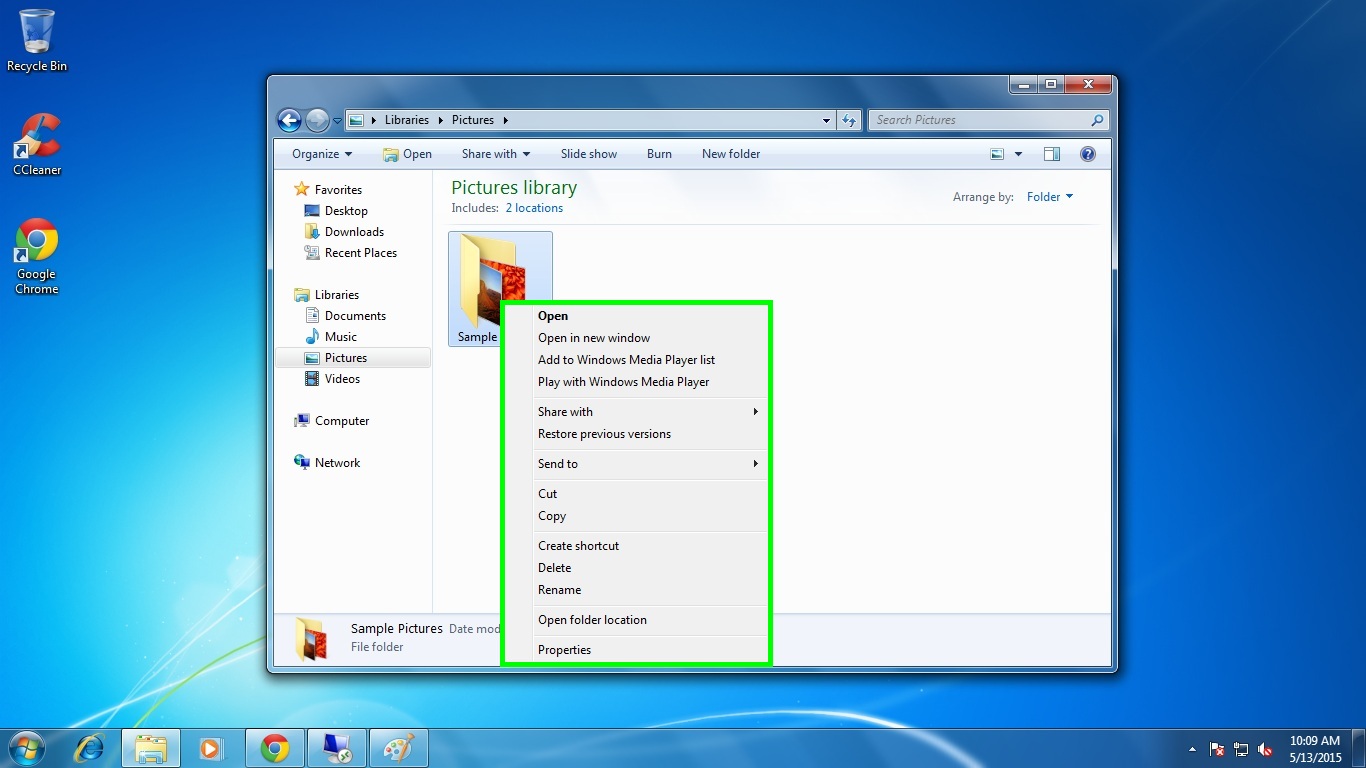 Recycle Bin
CCleaner
Google
Chrome
Libraries
Pictures
Search Pictures
Organize
Open
Share with
Slide show
Burn
New folder
Favorites
Desktop
Downloads
Recent Places
Libraries
Documents
Music
Pictures
Videos
Computer
Network
Pictures library
Includes: 2 locations
Arrange by: Folder
Sample
Open
Open in new window
Add to Windows Media Player list
Play with Windows Media Player
Share with
Restore previous versions
Send to
Cut
Copy
Create shortcut
Delete
Rename
Open folder location
Properties
Sample Pictures Date mod
File folder
10:09 AM
5/13/2015